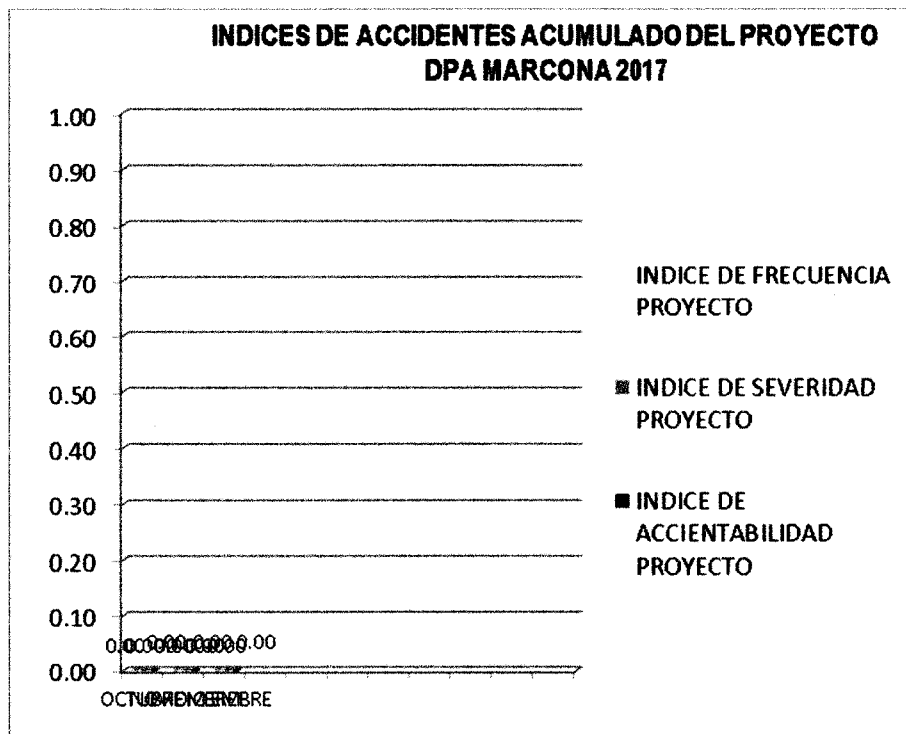 INDICES DE ACCIDENTES ACUMULADO DEL PROYECTO
DPA MARCONA 2017
1.00
0.90
0.80
0.70
0.60
0.50
0.40
0.30
0.20
0.10
0.00
INDICE DE FRECUENCIA
PROYECTO
INDICE DE SEVERIDAD
PROYECTO
INDICE DE
ACCIENTABILIDAD
PROYECTO